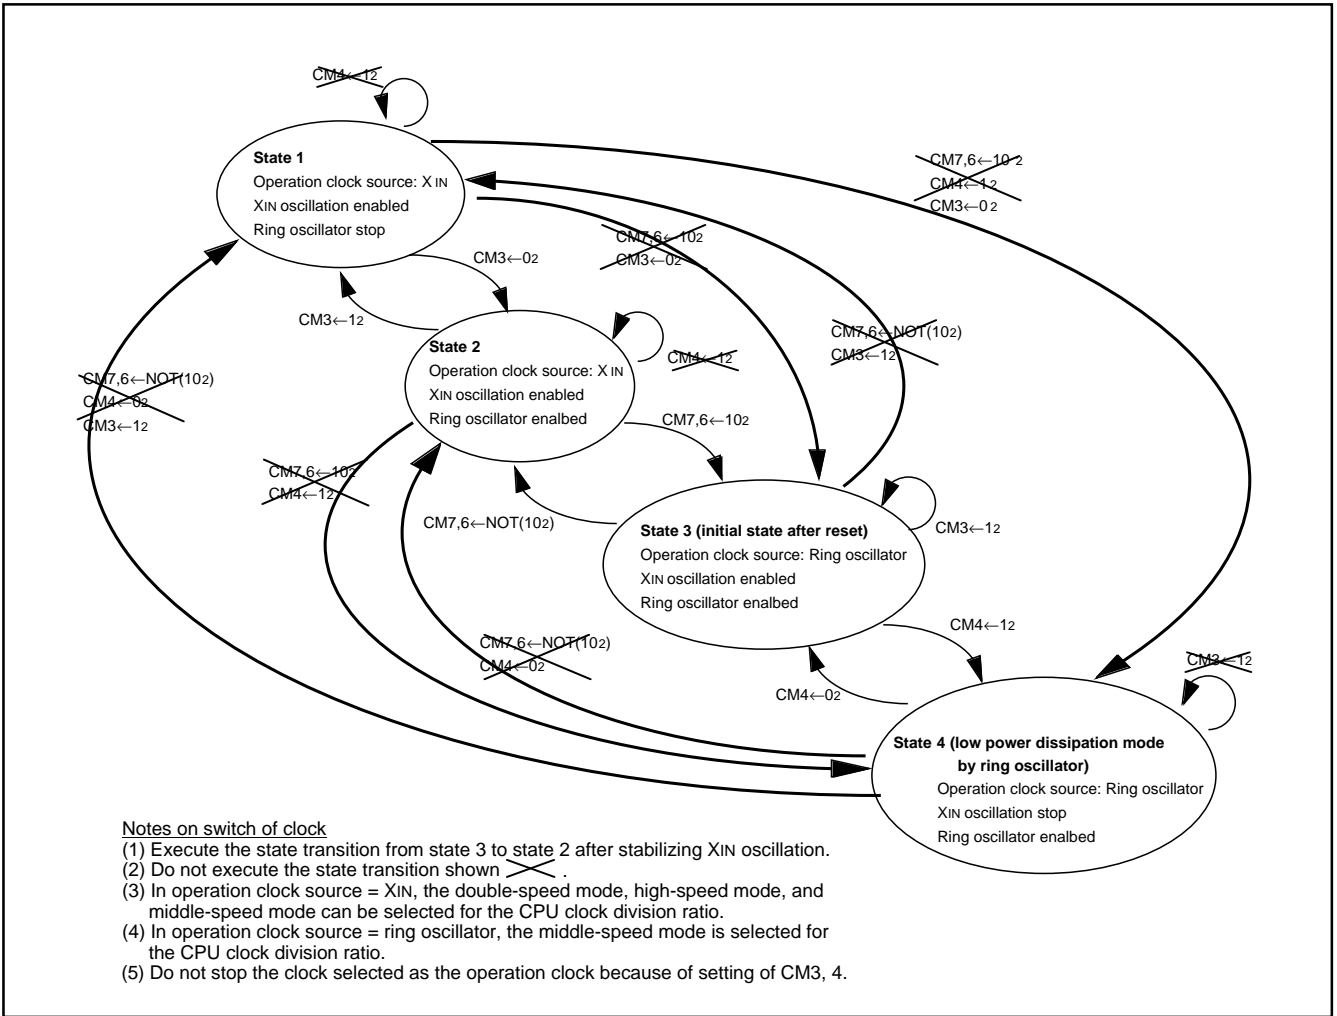 CM4←12
State 1
Operation clock source: XIN
XIN oscillation enabled
Ring oscillator stop
CM7,6←102
CM4←12
CM3←02
CM7,6←102
CM3←02
CM3←02
CM3←12
CM7,6←NOT(102)
CM3←12
State 2
Operation clock source: XIN
XIN oscillation enabled
Ring oscillator enalbed
CM4←12
CM7,6←NOT(102)
CM4←02
CM3←12
CM7,6←102
CM7,6←102
CM4←12
CM7,6←NOT(102)
State 3 (initial state after reset)
Operation clock source: Ring oscillator
XIN oscillation enabled
Ring oscillator enalbed
CM3←12
CM4←12
CM7,6←NOT(102)
CM4←02
CM4←02
CM3←12
State 4 (low power dissipation mode
by ring oscillator)
Operation clock source: Ring oscillator
XIN oscillation stop
Ring oscillator enalbed
Notes on switch of clock
(1) Execute the state transition from state 3 to state 2 after stabilizing XIN oscillation.
(2) Do not execute the state transition shown .
(3) In operation clock source = XIN, the double-speed mode, high-speed mode, and
middle-speed mode can be selected for the CPU clock division ratio.
(4) In operation clock source = ring oscillator, the middle-speed mode is selected for
the CPU clock division ratio.
(5) Do not stop the clock selected as the operation clock because of setting of CM3, 4.